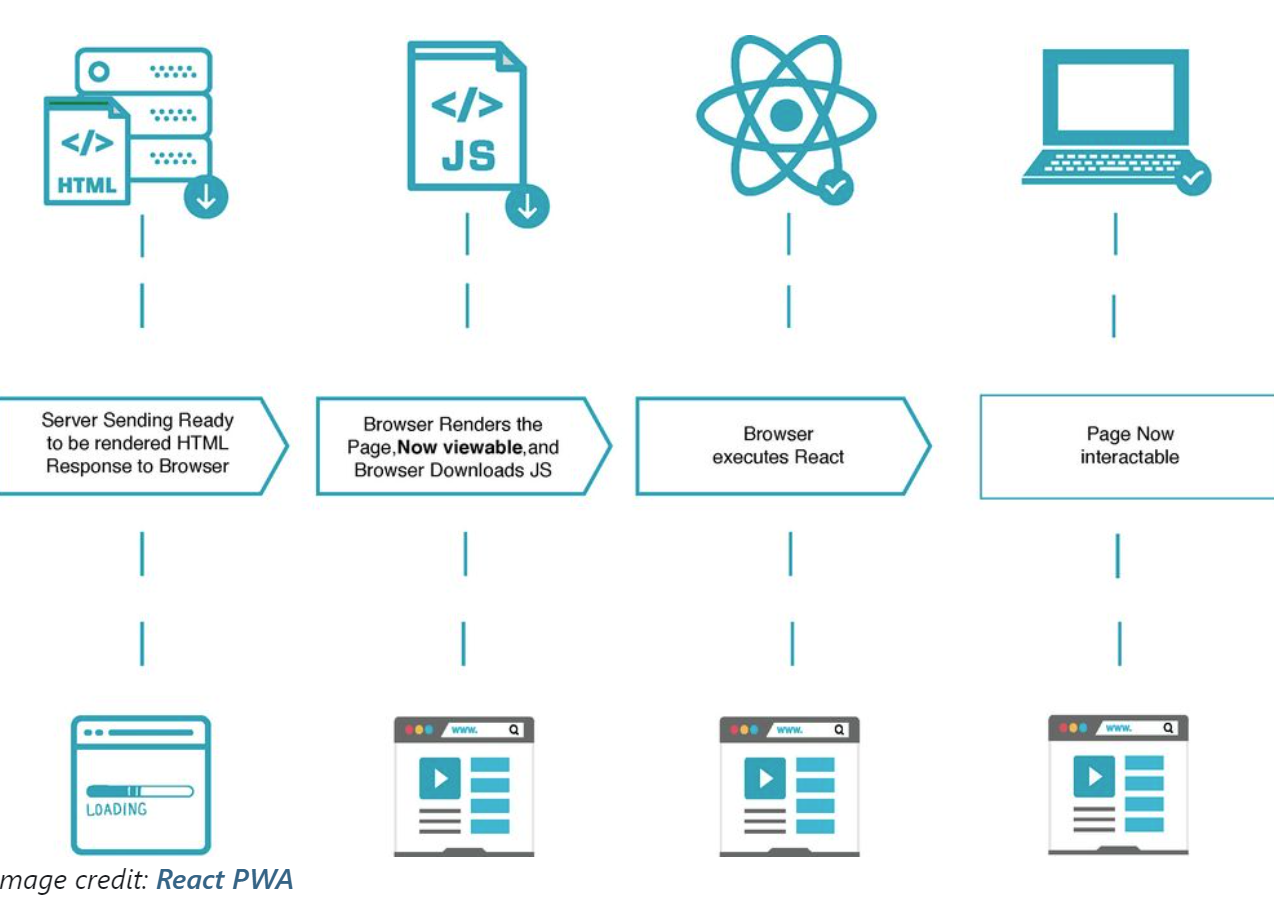 </>
HTML
</>
JS
Server Sending Ready
to be rendered HTML
Response to Browser
Browser Renders the
Page,Now viewable,and
Browser Downloads JS
Browser
executes React
Page Now
interactable
LOADING
www.
www.
www.
mage credit: React PWA